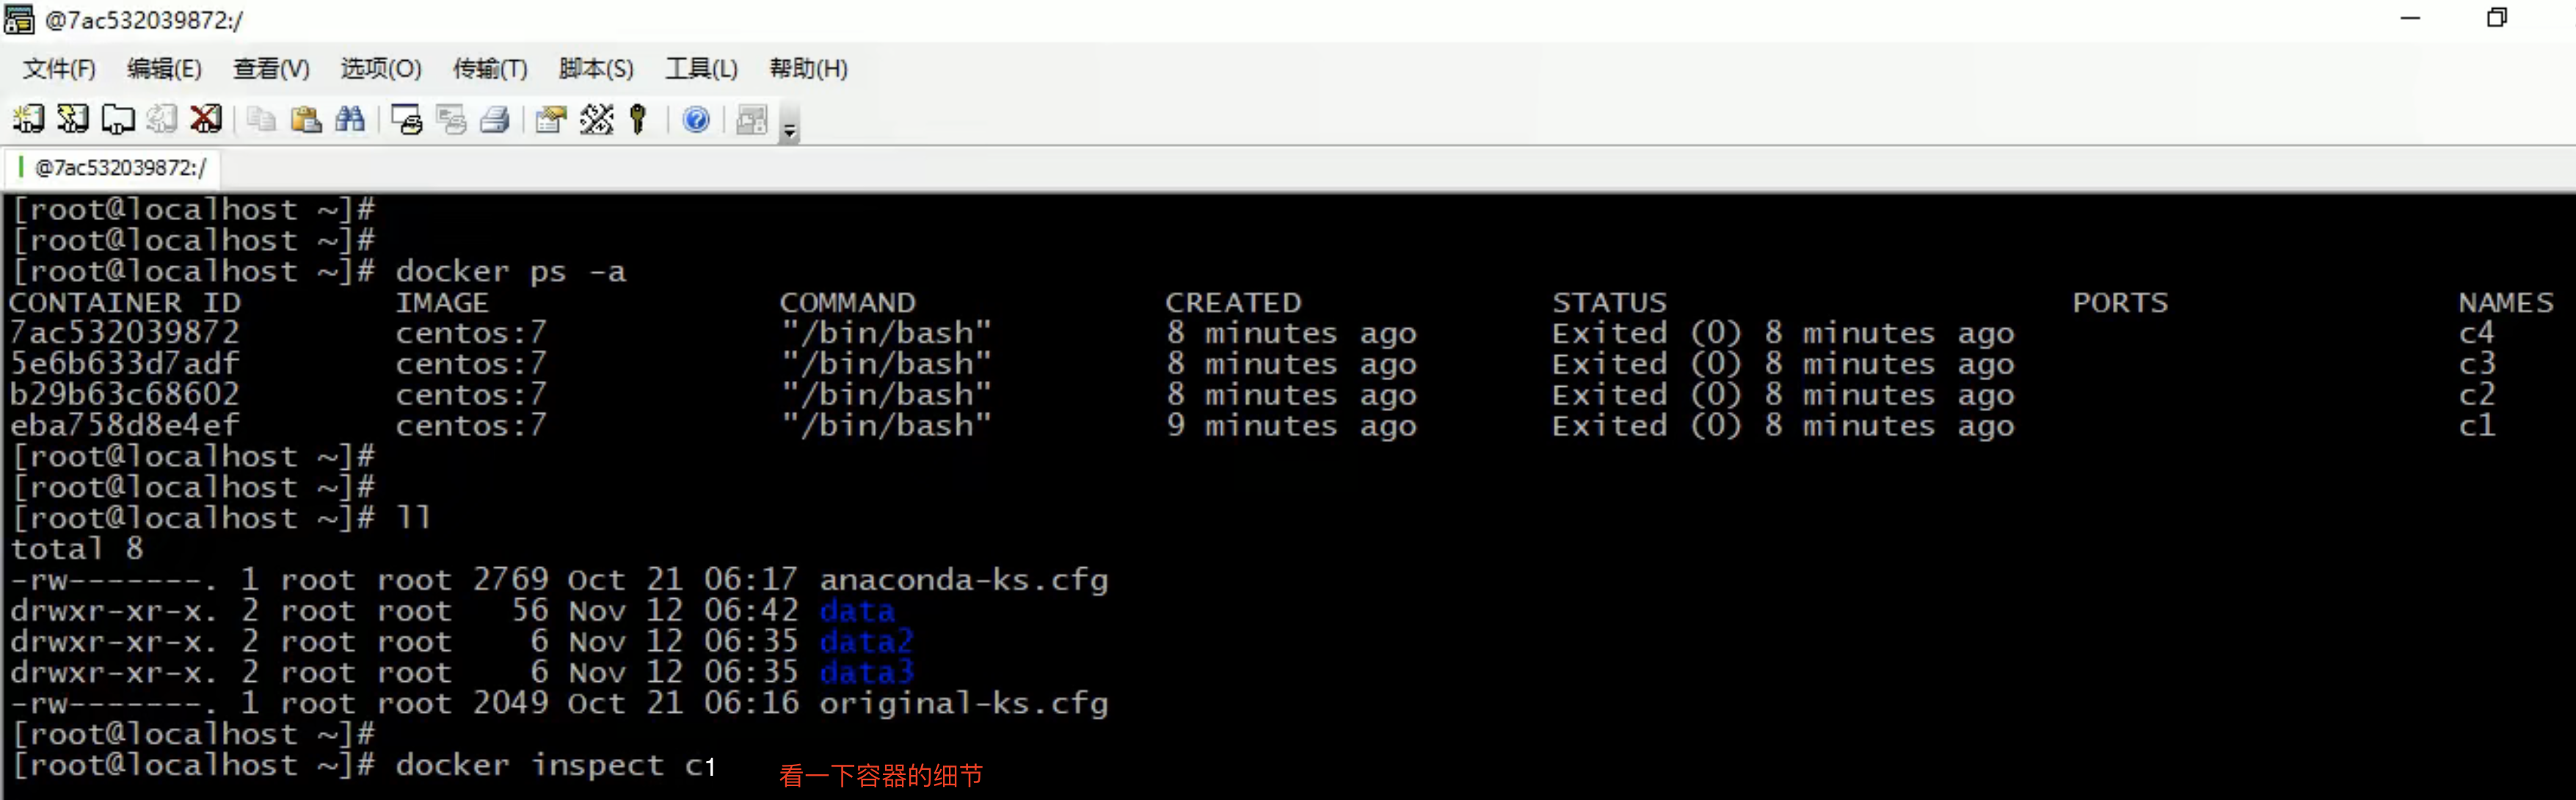 @7ac532039872:/
文件(F) 编辑(E) 查看(V) 选项(O) 传输(T) 脚本(S) 工具(L) 帮助(H)
@7ac532039872:/
[root@localhost ~]#
[root@localhost ~]#
[root@localhost ~]# docker ps -a
CONTAINER ID IMAGE COMMAND CREATED STATUS PORTS NAMES
7ac532039872 centos:7 "/bin/bash" 8 minutes ago Exited (0) 8 minutes ago c4
5e6b633d7adf centos:7 "/bin/bash" 8 minutes ago Exited (0) 8 minutes ago c3
b29b63c68602 centos:7 "/bin/bash" 8 minutes ago Exited (0) 8 minutes ago c2
eba758d8e4ef centos:7 "/bin/bash" 9 minutes ago Exited (0) 8 minutes ago c1
[root@localhost ~]#
[root@localhost ~]#
[root@localhost ~]# ll
total 8
-rw-------. 1 root root 2769 Oct 21 06:17 anaconda-ks.cfg
drwxr-xr-x. 2 root root 56 Nov 12 06:42 data
drwxr-xr-x. 2 root root 6 Nov 12 06:35 data2
drwxr-xr-x. 2 root root 6 Nov 12 06:35 data3
-rw-------. 1 root root 2049 Oct 21 06:16 original-ks.cfg
[root@localhost ~]#
[root@localhost ~]# docker inspect c1 看一下容器的细节